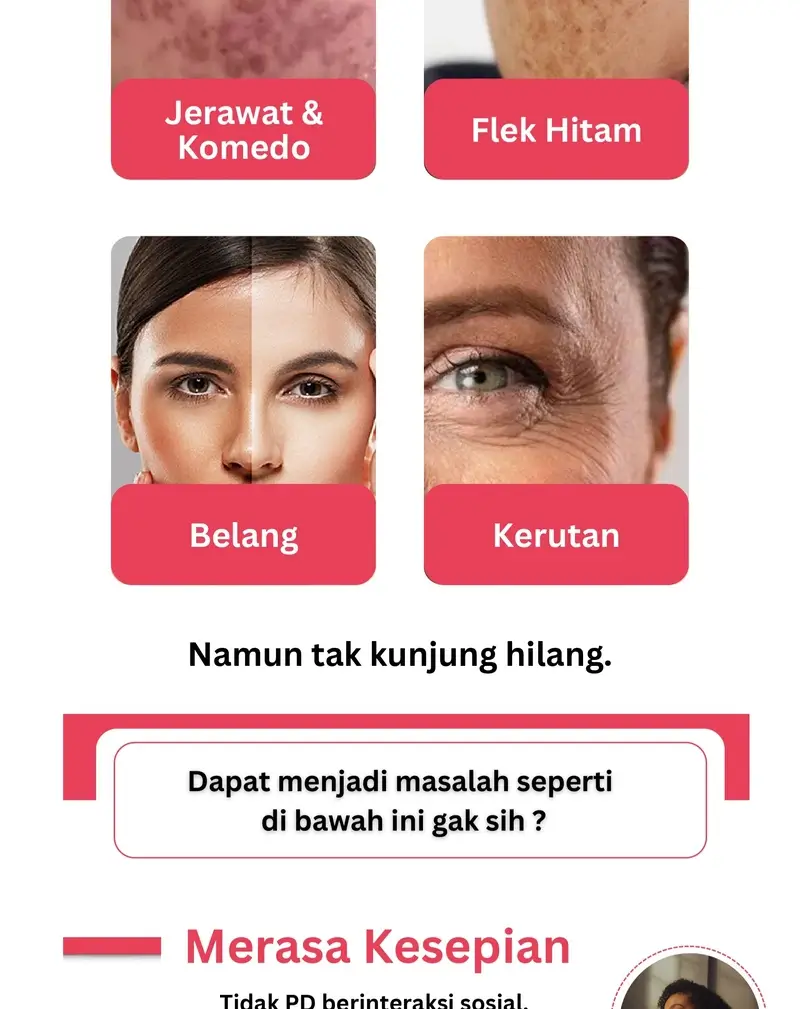 Jerawat &
Komedo
Flek Hitam
Belang
Kerutan
Namun tak kunjung hilang.
Dapat menjadi masalah seperti
di bawah ini gak sih ?
Merasa Kesepian
Tidak PD berinteraksi sosial.